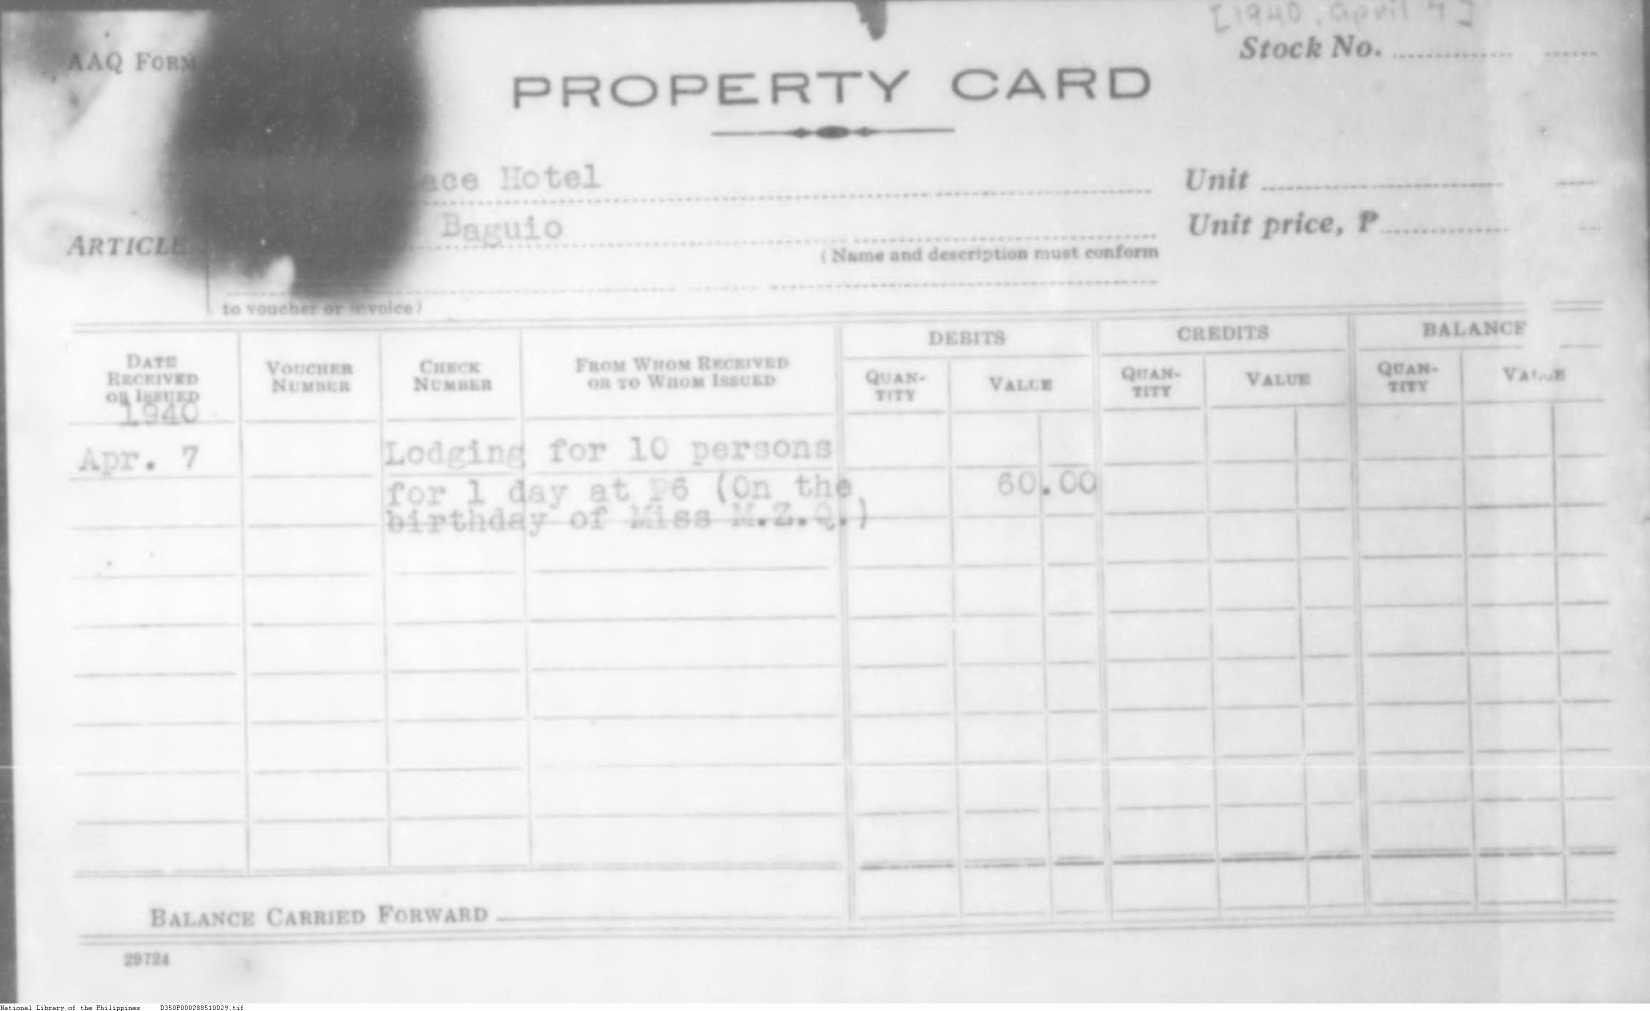 [1940, April 7]
AAQ FORM
Stock No.
PROPERTY CARD
ace Hotel
Unit
Baguio
Unit price, ₱
ARTICLE
(Name and description must conform
to voucher or invoice)
DATE RECEIVED OR ISSUED
VOUCHER NUMBER
CHECK NUMBER
FROM WHOM RECEIVED OR TO WHOM ISSUED
DEBITS
CREDITS
BALANCE
QUAN-TITY
VALUE
QUAN-TITY
VALUE
QUAN-TITY
VALUE
1940
Apr. 7 Lodging for 10 persons
for 1 day at ₱6 (On the 60.00
birthday of Miss M.Z.Q.)
BALANCE CARRIED FORWARD
29724
National Library of the Philippines D350P000288510029.tif